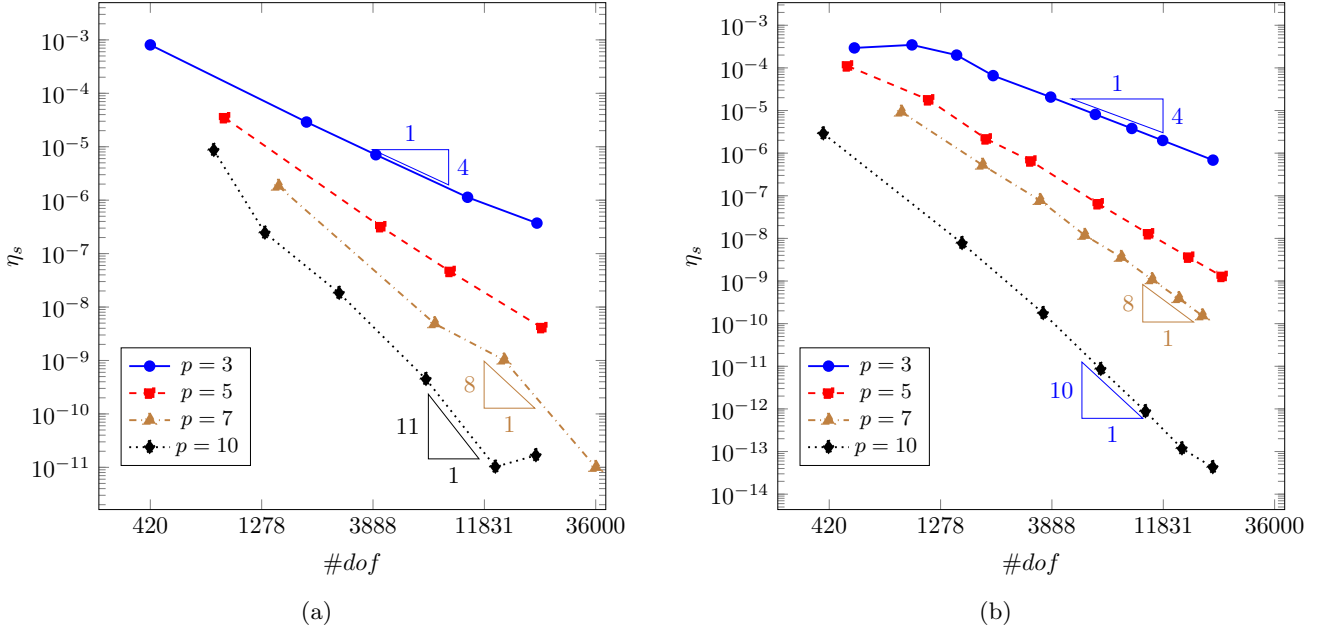 10^{-3}
10^{-4}
10^{-5}
10^{-6}
10^{-7}
10^{-8}
10^{-9}
10^{-10}
10^{-11}
η_s
1
4
8
1
11
1
p = 3
p = 5
p = 7
p = 10
420 1278 3888 11831 36000
#dof
(a)
10^{-3}
10^{-4}
10^{-5}
10^{-6}
10^{-7}
10^{-8}
10^{-9}
10^{-10}
10^{-11}
10^{-12}
10^{-13}
10^{-14}
η_s
1
4
8
1
10
1
p = 3
p = 5
p = 7
p = 10
420 1278 3888 11831 36000
#dof
(b)